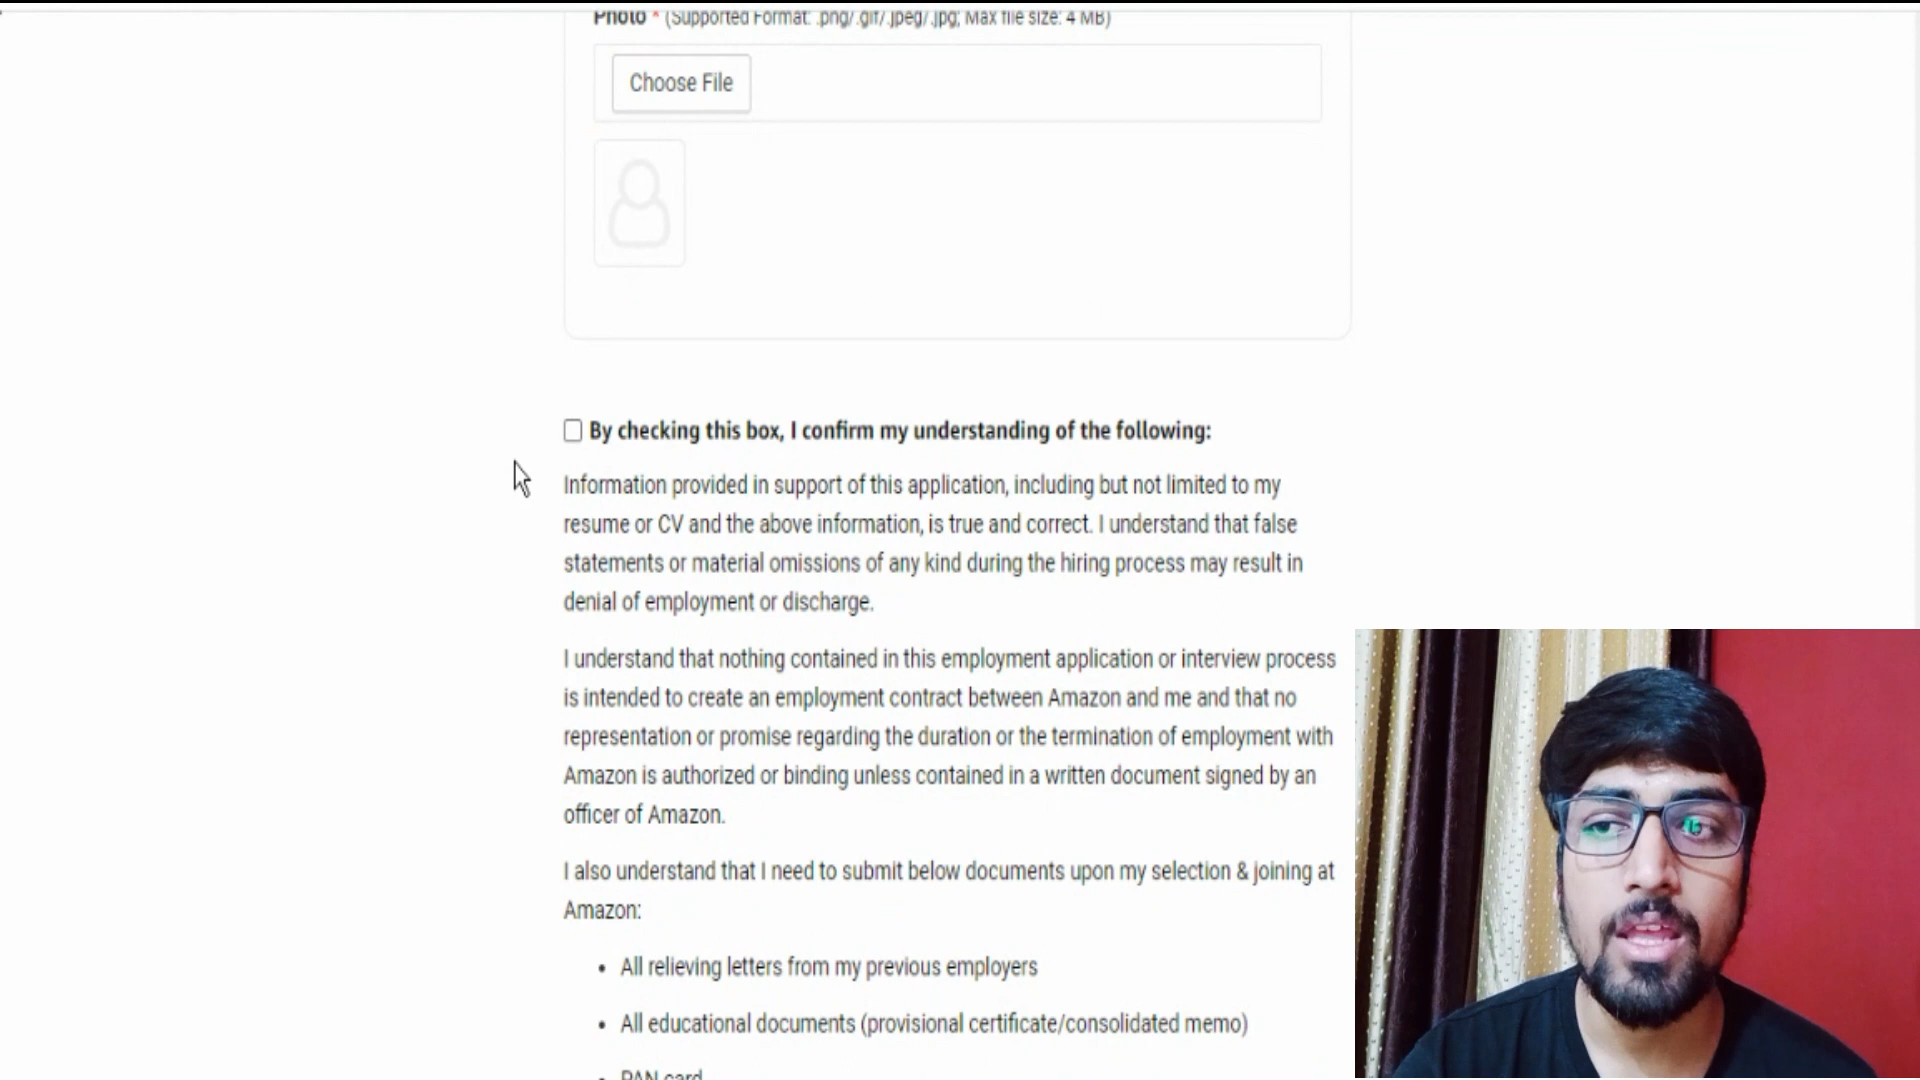 Photo * (Supported Format: .png/.gif/.jpeg/.jpg; Max file size: 4 MB)
Choose File
By checking this box, I confirm my understanding of the following:
Information provided in support of this application, including but not limited to my
resume or CV and the above information, is true and correct. I understand that false
statements or material omissions of any kind during the hiring process may result in
denial of employment or discharge.
I understand that nothing contained in this employment application or interview process
is intended to create an employment contract between Amazon and me and that no
representation or promise regarding the duration or the termination of employment with
Amazon is authorized or binding unless contained in a written document signed by an
officer of Amazon.
I also understand that I need to submit below documents upon my selection & joining at
Amazon:
• All relieving letters from my previous employers
• All educational documents (provisional certificate/consolidated memo)
• PAN card